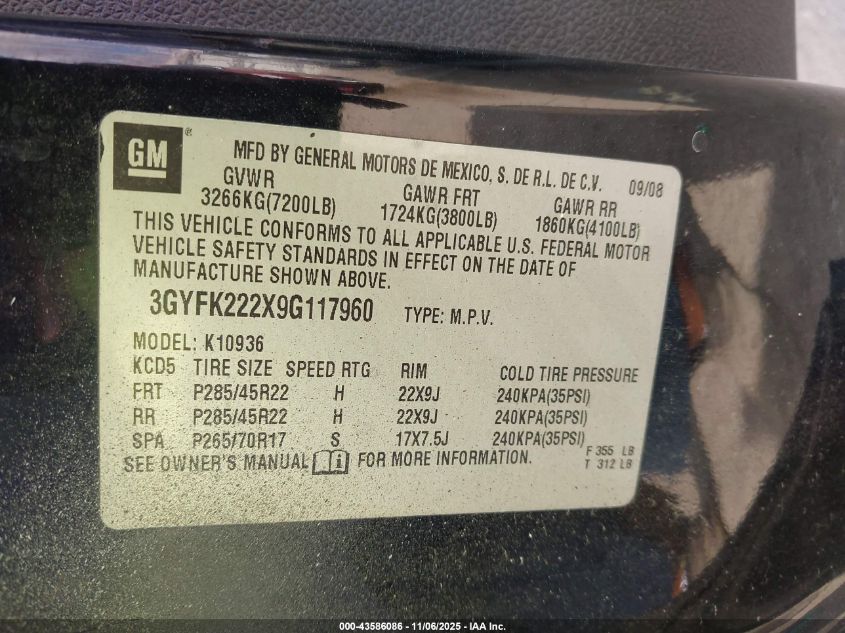 GM ®
MFD BY GENERAL MOTORS DE MEXICO, S. DE R.L. DE C.V. 09/08
GVWR GAWR FRT GAWR RR
3266KG(7200LB) 1724KG(3800LB) 1860KG(4100LB)
THIS VEHICLE CONFORMS TO ALL APPLICABLE U.S. FEDERAL MOTOR
VEHICLE SAFETY STANDARDS IN EFFECT ON THE DATE OF
MANUFACTURE SHOWN ABOVE.
3GYFK222X9G117960 TYPE: M.P.V.
MODEL: K10936
KCD5 TIRE SIZE SPEED RTG RIM COLD TIRE PRESSURE
FRT P285/45R22 H 22X9J 240KPA(35PSI)
RR P285/45R22 H 22X9J 240KPA(35PSI)
SPA P265/70R17 S 17X7.5J 240KPA(35PSI)
SEE OWNER'S MANUAL FOR MORE INFORMATION.
F 355 LB
T 312 LB
000-43586086 - 11/06/2025 - IAA Inc.